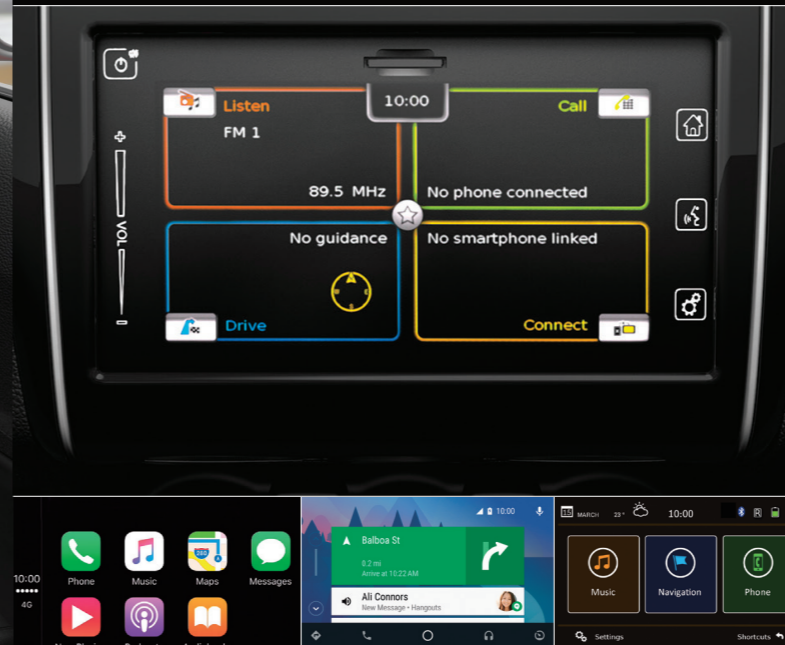 Listen
10:00
Call
FM 1
89.5 MHz
No phone connected
+
VOL
-
No guidance
No smartphone linked
Drive
Connect
10:00
4G
Phone
Music
Maps
Messages
280
10:00
Balboa St
0.2 mi
Arrive at 10:22 AM
Ali Connors
New Message • Hangouts
MARCH
23°
10:00
R
Music
Navigation
Phone
Settings
Shortcuts